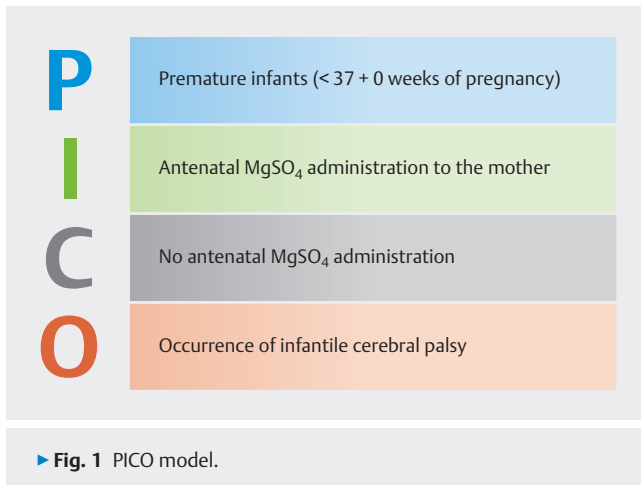 P Premature infants (< 37 + 0 weeks of pregnancy)
I Antenatal MgSO₄ administration to the mother
C No antenatal MgSO₄ administration
O Occurrence of infantile cerebral palsy
▶ Fig. 1 PICO model.